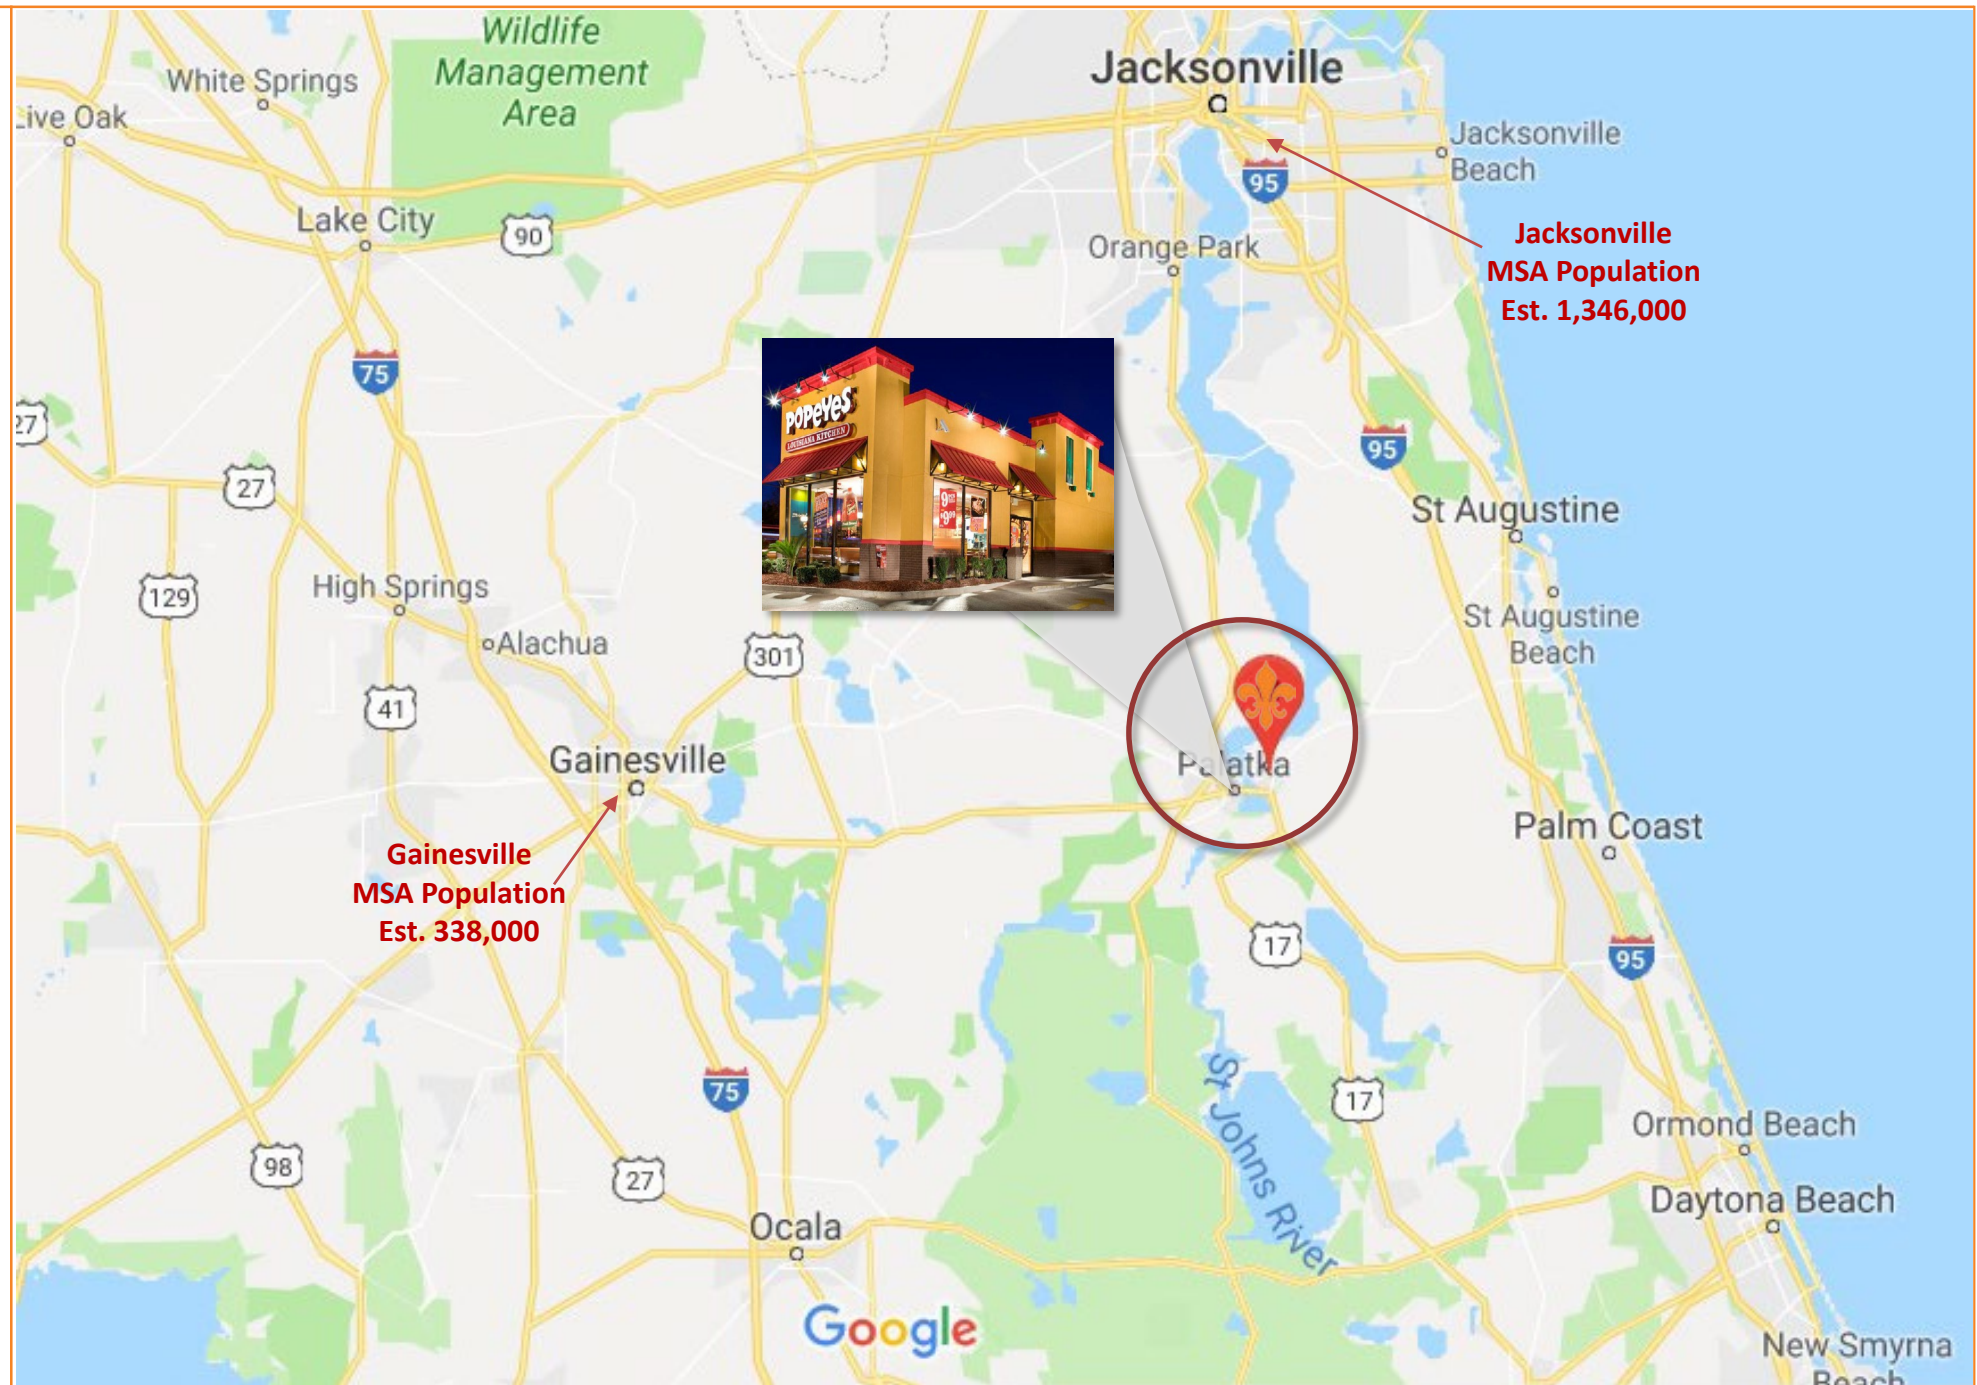 Wildlife
Management
Area
White Springs
Live Oak
Jacksonville
Jacksonville
Beach
95
Lake City
90
Orange Park
Jacksonville
MSA Population
Est. 1,346,000
75
POPEYES
LOUISIANA KITCHEN
27
95
27
St Augustine
129
High Springs
Alachua
301
St Augustine
Beach
41
Gainesville
Palatka
Palm Coast
Gainesville
MSA Population
Est. 338,000
17
95
75
17
St Johns River
Ormond Beach
98
27
Daytona Beach
Ocala
Google
New Smyrna
Beach